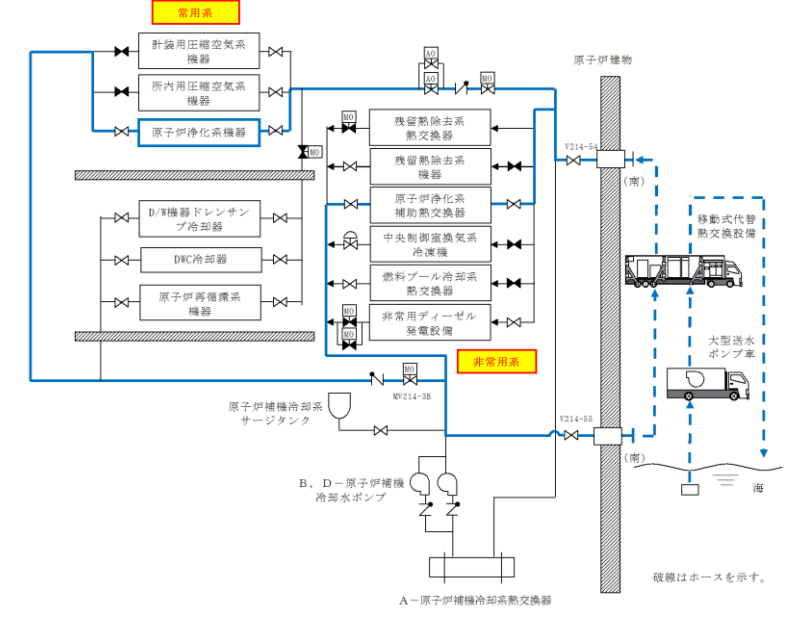 常用系
計装用圧縮空気系
機器
所内用圧縮空気系
機器
原子炉浄化系機器
AO
AO
MO
原子炉建物
MO
残留熱除去系
熱交換器
MO
残留熱除去系
機器
V214-54
(南)
D/W機器ドレンサン
プ冷却器
原子炉浄化系
補助熱交換器
移動式代替
熱交換設備
DWC冷却器
中央制御室換気系
冷凍機
燃料プール冷却系
熱交換器
原子炉再循環系
機器
MO
MO
非常用ディーゼル
発電設備
大型送水
ポンプ車
非常用系
MO
MV214-3B
原子炉補機冷却系
サージタンク
V214-55
(南)
B,D-原子炉補機
冷却水ポンプ
海
破線はホースを示す。
A-原子炉補機冷却系熱交換器